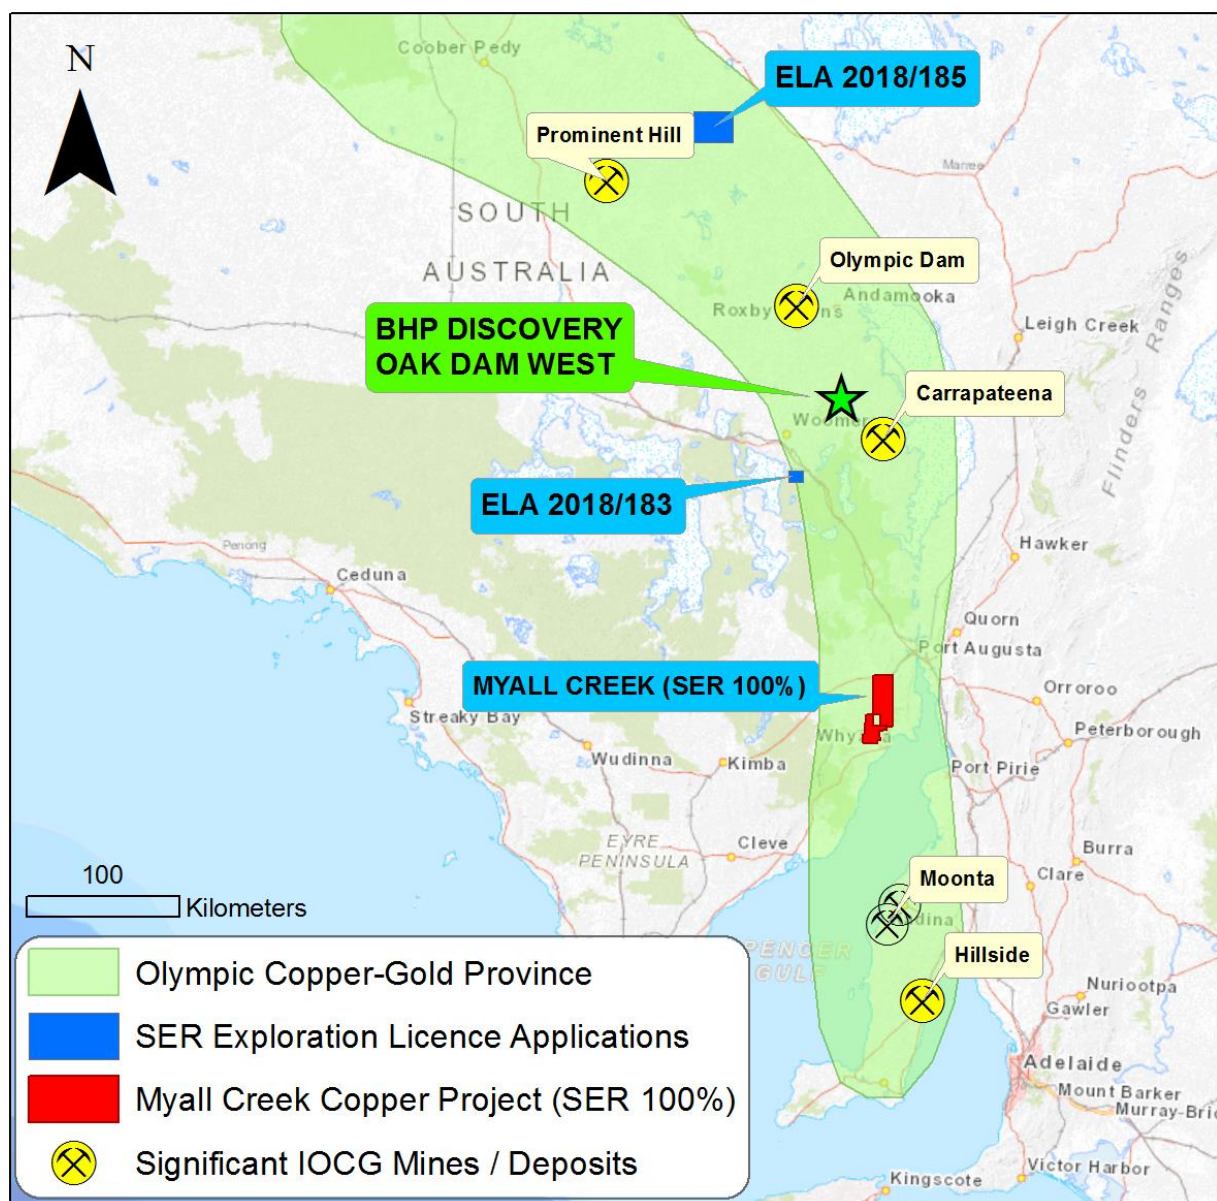 N
Coober Pedy
ELA 2018/185
Prominent Hill
Marree
SOUTH
AUSTRALIA
Olympic Dam
Andamooka
Leigh Creek
Flinders Ranges
BHP DISCOVERY
OAK DAM WEST
Carrapateena
ELA 2018/183
Hawker
Penong
Ceduna
Quorn
Port Augusta
MYALL CREEK (SER 100%)
Orroroo
Streaky Bay
Peterborough
Wudinna
Kimba
Port Pirie
EYRE
PENINSULA
Cleve
Burra
100
Kilometers
Moonta
Clare
GULF
Hillside
Nuriootpa
Gawler
Adelaide
Mount Barker
Victor Harbor
Kingscote
Olympic Copper-Gold Province
SER Exploration Licence Applications
Myall Creek Copper Project (SER 100%)
Significant IOCG Mines / Deposits